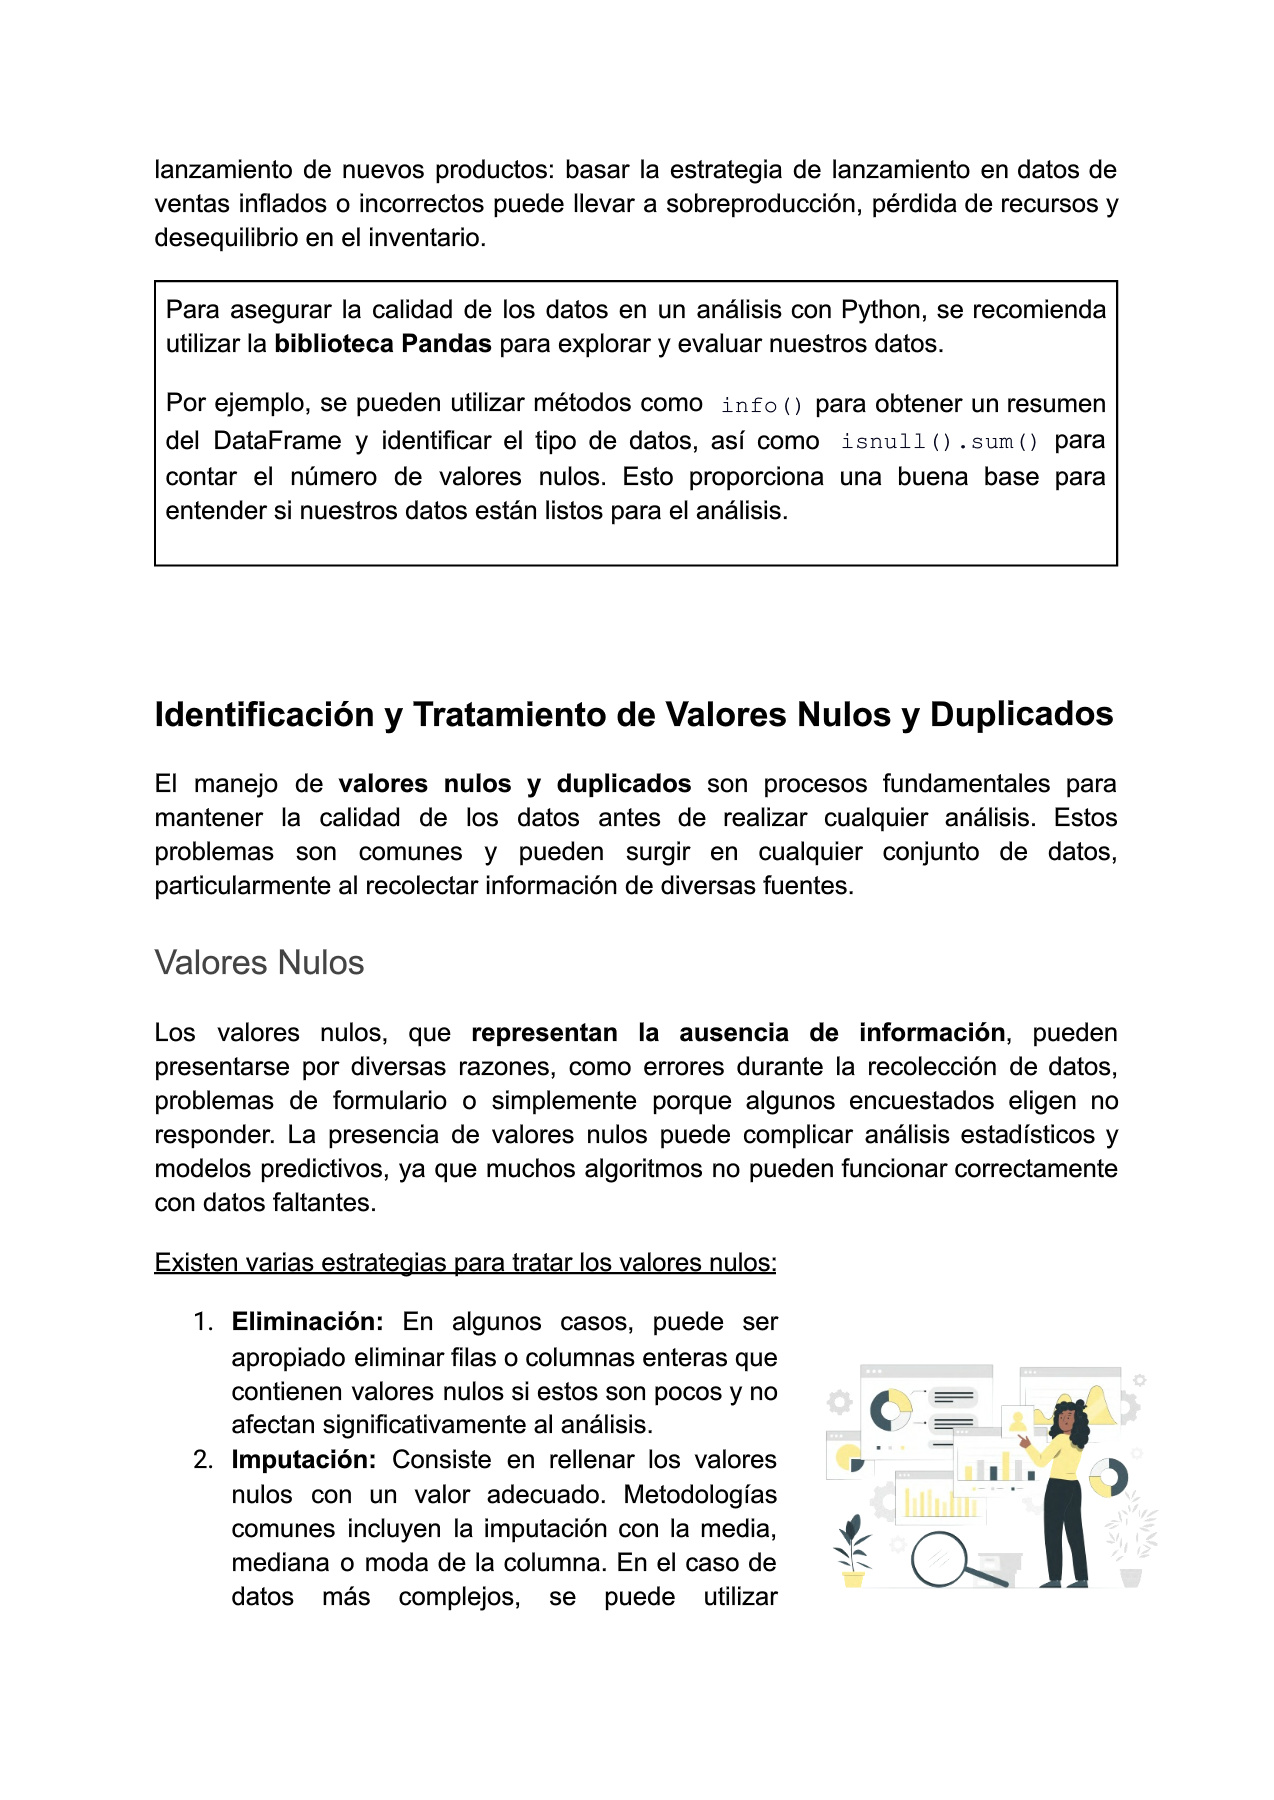 lanzamiento de nuevos productos: basar la estrategia de lanzamiento en datos de
ventas inflados o incorrectos puede llevar a sobreproducción, pérdida de recursos y
desequilibrio en el inventario.
Para asegurar la calidad de los datos en un análisis con Python, se recomienda
utilizar la biblioteca Pandas para explorar y evaluar nuestros datos.
Por ejemplo, se pueden utilizar métodos como info() para obtener un resumen
del DataFrame y identificar el tipo de datos, así como isnull().sum() para
contar el número de valores nulos. Esto proporciona una buena base para
entender si nuestros datos están listos para el análisis.
Identificación y Tratamiento de Valores Nulos y Duplicados
El manejo de valores nulos y duplicados son procesos fundamentales para
mantener la calidad de los datos antes de realizar cualquier análisis. Estos
problemas son comunes y pueden surgir en cualquier conjunto de datos,
particularmente al recolectar información de diversas fuentes.
Valores Nulos
Los valores nulos, que representan la ausencia de información, pueden
presentarse por diversas razones, como errores durante la recolección de datos,
problemas de formulario o simplemente porque algunos encuestados eligen no
responder. La presencia de valores nulos puede complicar análisis estadísticos y
modelos predictivos, ya que muchos algoritmos no pueden funcionar correctamente
con datos faltantes.
Existen varias estrategias para tratar los valores nulos:
1. Eliminación: En algunos casos, puede ser
apropiado eliminar filas o columnas enteras que
contienen valores nulos si estos son pocos y no
afectan significativamente al análisis.
2. Imputación: Consiste en rellenar los valores
nulos con un valor adecuado. Metodologías
comunes incluyen la imputación con la media,
mediana o moda de la columna. En el caso de
datos más complejos, se puede utilizar